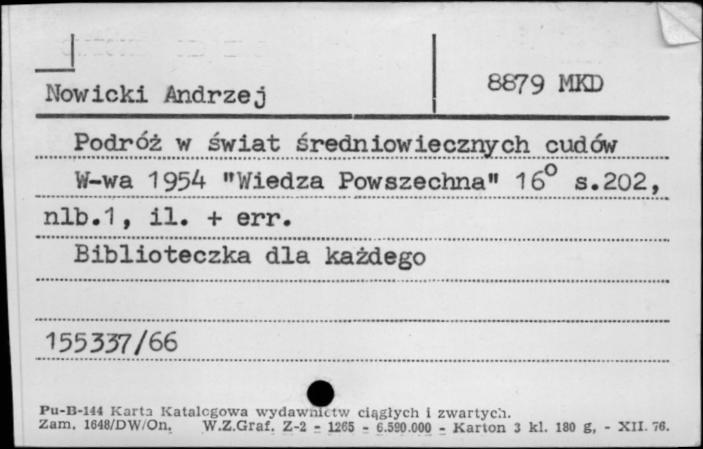 8879 MKD
Nowicki Andrzej
Podróż w świat średniowiecznych cudów
W-wa 1954 "Wiedza Powszechna" 16° s.202,
nlb.1, il. + err.
Biblioteczka dla każdego
155337/66
Pu-B-144 Karta Katalogowa wydawnictw ciągłych i zwartych.
Zam. 1648/DW/On. W.Z.Graf. Z-2 - 1265 - 6.590.000 - Karton 3 kl. 180 g, - XII. 76.